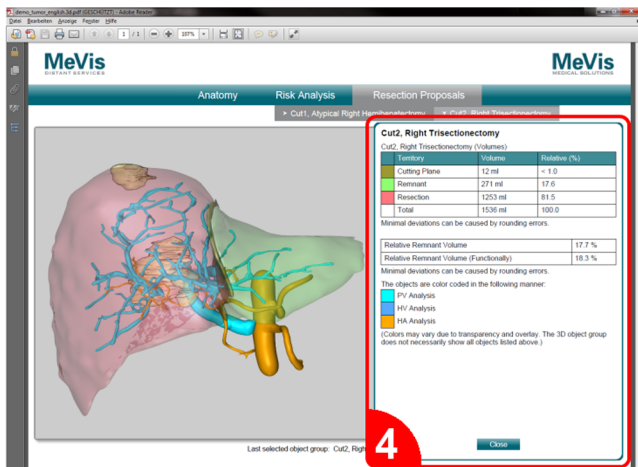 demo_tumor_engl(A.3d.pdf (GESCHÜTZT) - Adobe Reader
Datei Bearbeiten Anzeige Fenster Hilfe
1 / 1 187%
MeVis
DISTANT SERVICES
MeVis
MEDICAL SOLUTIONS
Anatomy Risk Analysis Resection Proposals
Cut1, Atypical Right Hemihepatectomy Cut2, Right Trisectionectomy
Cut2, Right Trisectionectomy
Cut2, Right Trisectionectomy (Volumes)
Territory Volume Relative (%)
Cutting Plane 12 ml < 1.0
Remnant 271 ml 17.6
Resection 1253 ml 81.5
Total 1536 ml 100.0
Minimal deviations can be caused by rounding errors.
Relative Remnant Volume 17.7 %
Relative Remnant Volume (Functionally) 18.3 %
Minimal deviations can be caused by rounding errors.
The objects are color coded in the following manner:
PV Analysis
HV Analysis
HA Analysis
(Colors may vary due to transparency and overlay. The 3D object group
does not necessarily show all objects listed above.)
Close
4
Last selected object group: Cut2, Righ